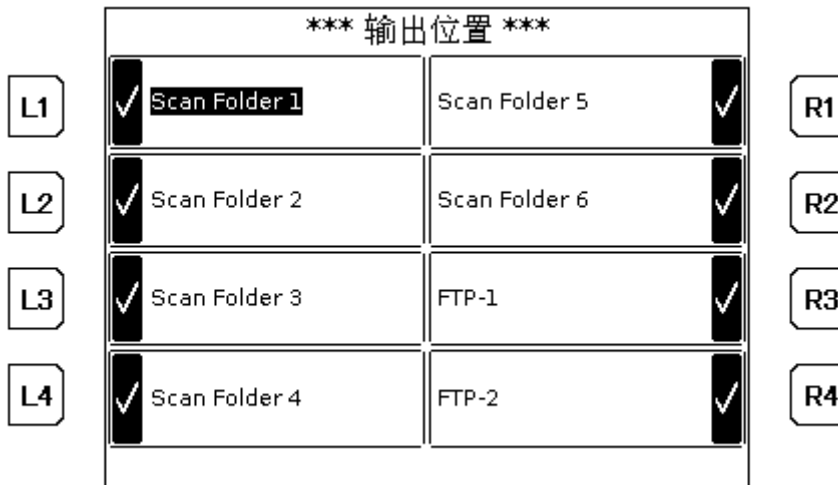 *** 输出位置 ***
L1 Scan Folder 1 Scan Folder 5 R1
L2 Scan Folder 2 Scan Folder 6 R2
L3 Scan Folder 3 FTP-1 R3
L4 Scan Folder 4 FTP-2 R4